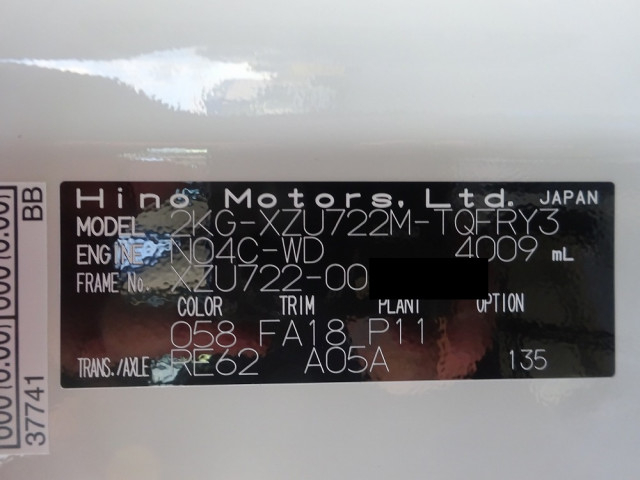 Hino Motors, Ltd. JAPAN
MODEL 2KG-XZU722M-TQFRY3
ENGINE N04C-WD 4009 mL
FRAME No. XZU722-00
COLOR TRIM PLANT OPTION
058 FA18 P11
TRANS./AXLE RE62 A05A 135
BB
37741